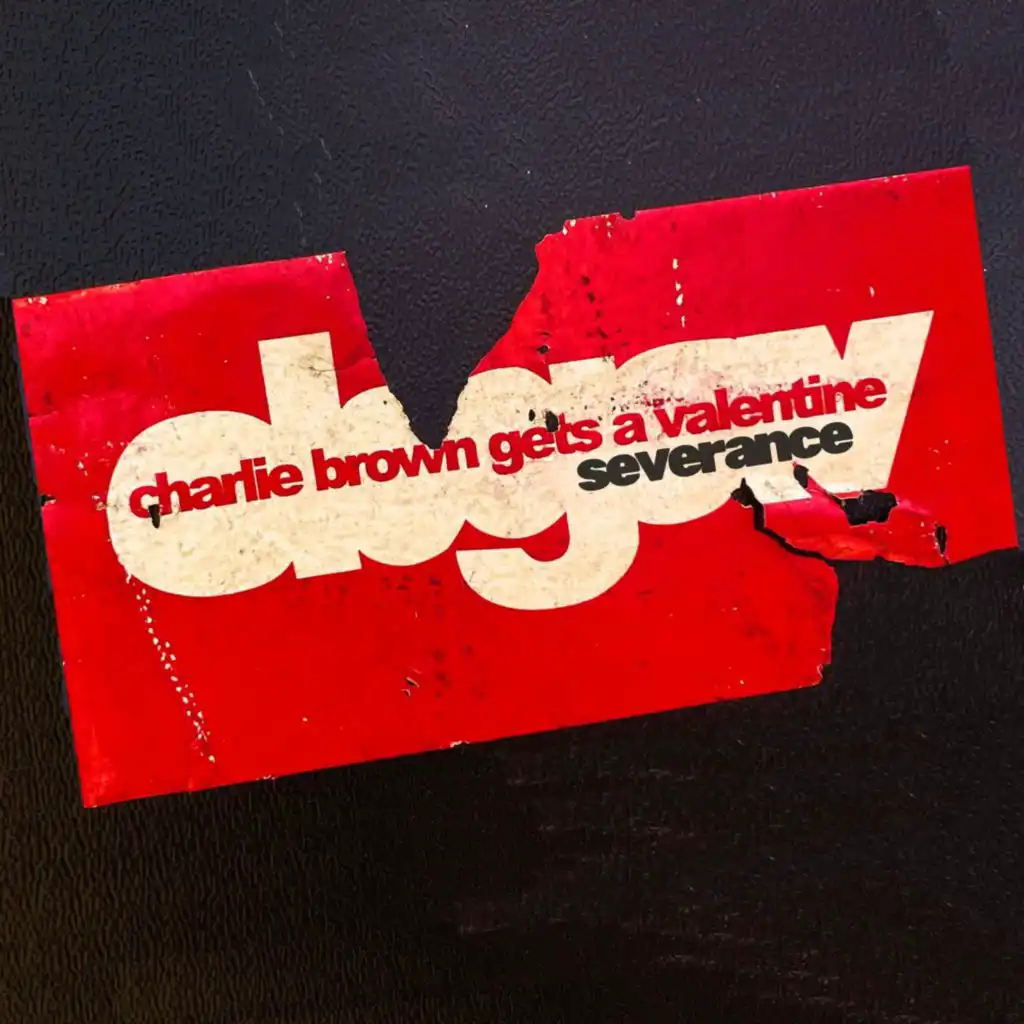 charlie brown gets a valentine
severance